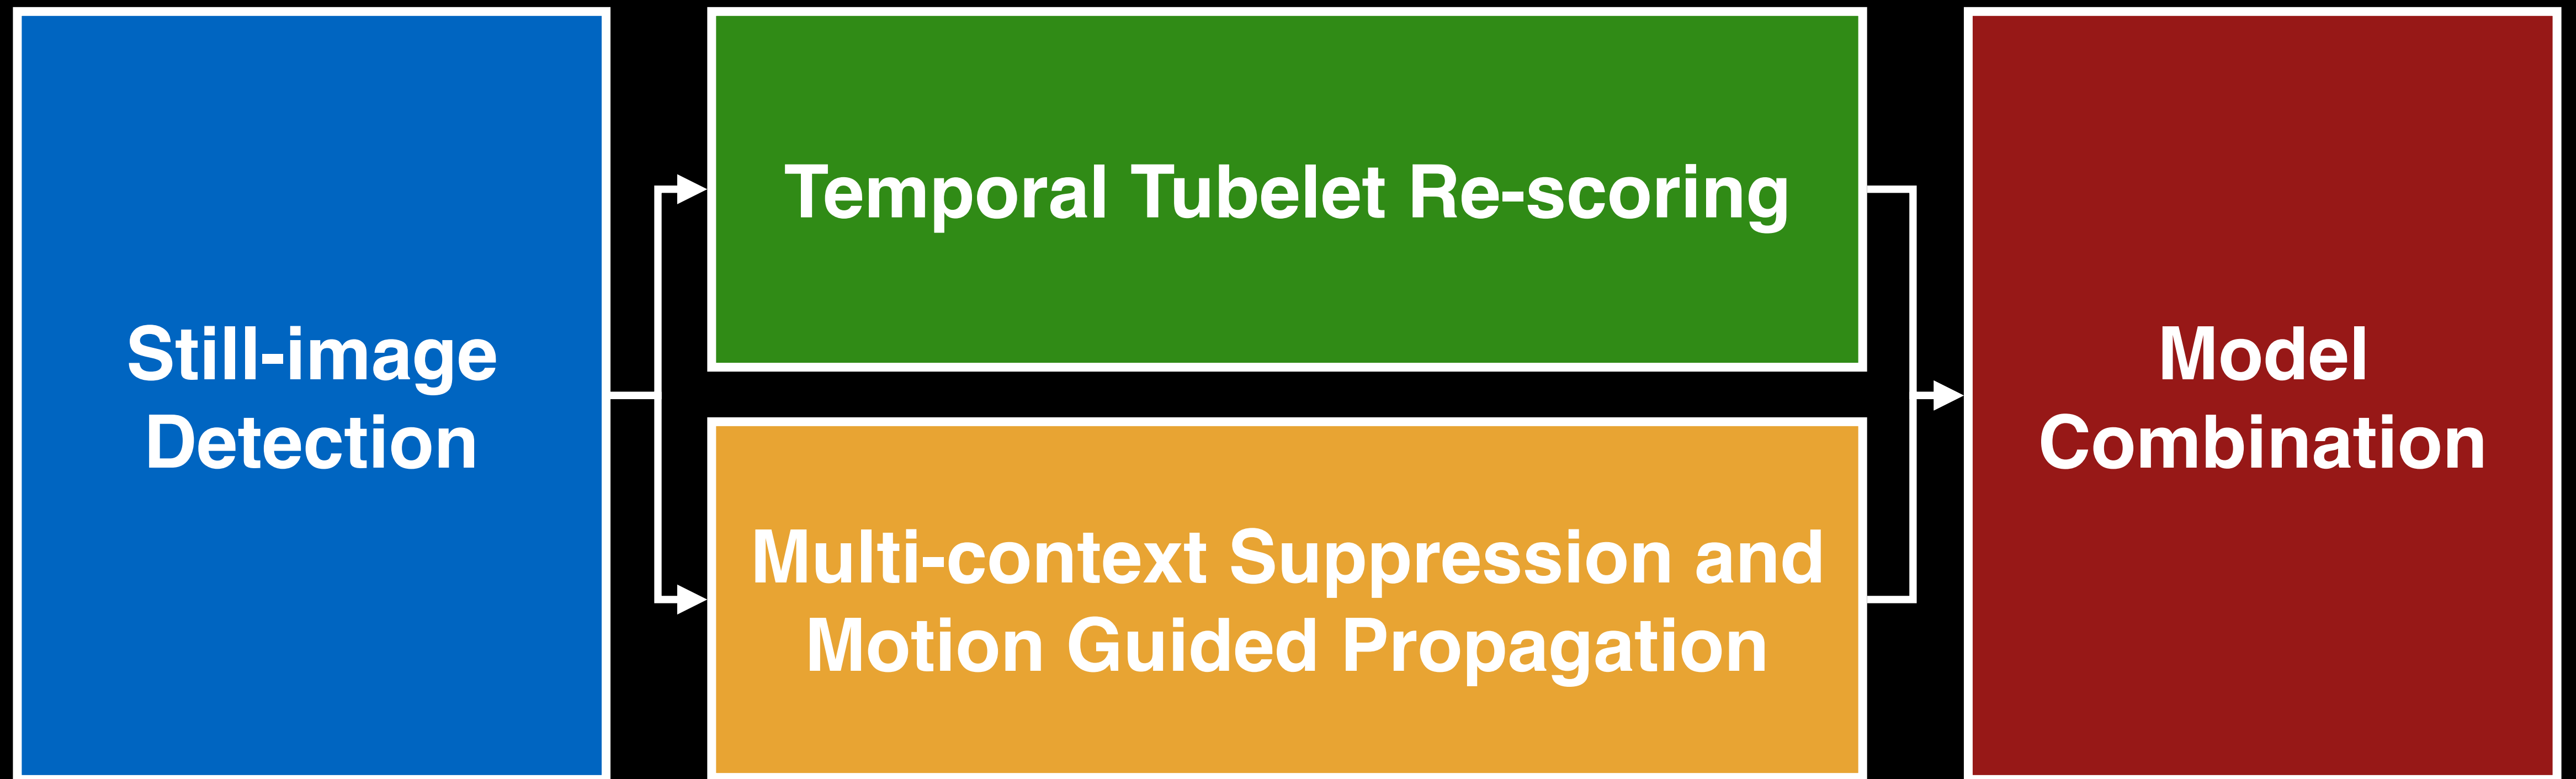 Still-image
Detection
Temporal Tubelet Re-scoring
Multi-context Suppression and
Motion Guided Propagation
Model
Combination